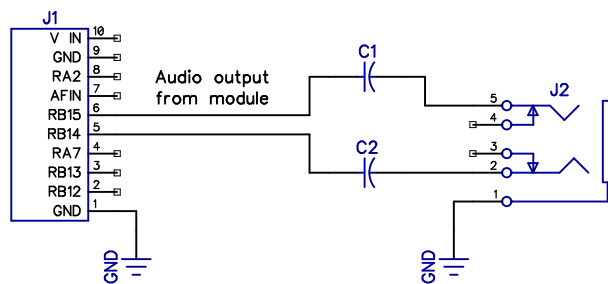 J1
V IN 10
GND 9
RA2 8
AFIN 7
RB15 6
RB14 5
RA7 4
RB13 3
RB12 2
GND 1
Audio output
from module
C1
C2
J2
5
4
3
2
1
GND
GND